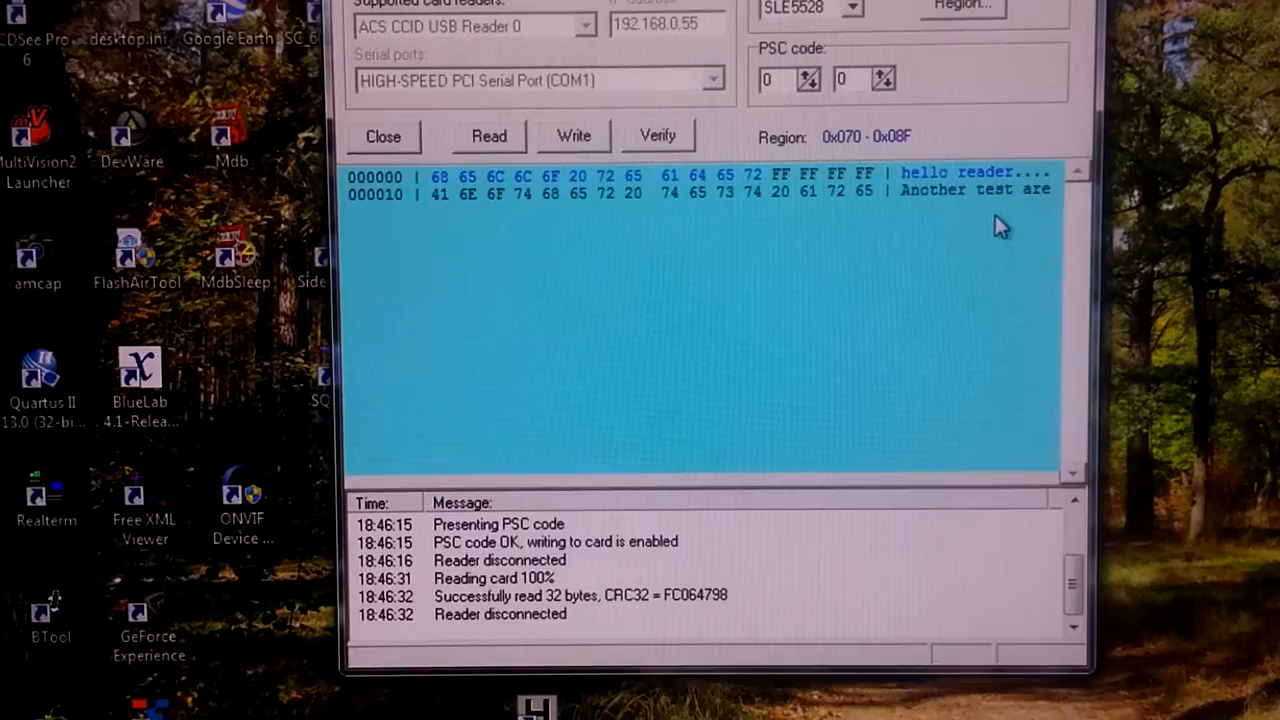 Supported card readers:
ACS CCID USB Reader 0
192.168.0.55
SLE5528
Region...
Serial ports:
HIGH-SPEED PCI Serial Port (COM1)
PSC code:
0
0
Close
Read
Write
Verify
Region:
0x070 - 0x08F
000000 | 68 65 6C 6C 6F 20 72 65 61 64 65 72 FF FF FF FF | hello reader....
000010 | 41 6E 6F 74 68 65 72 20 74 65 73 74 20 61 72 65 | Another test are
Time:
Message:
18:46:15 Presenting PSC code
18:46:15 PSC code OK, writing to card is enabled
18:46:16 Reader disconnected
18:46:31 Reading card 100%
18:46:32 Successfully read 32 bytes, CRC32 = FC064798
18:46:32 Reader disconnected
CDSee Pro
6
desktop.ini
Google Earth
SC_6
MultiVision2
Launcher
DevWare
Mdb
amcap
FlashAirTool
MdbSleep
Side
Quartus II
13.0 (32-bi...
BlueLab
4.1-Relea...
SQ
Realterm
Free XML
Viewer
ONVIF
Device ...
BTool
GeForce
Experience